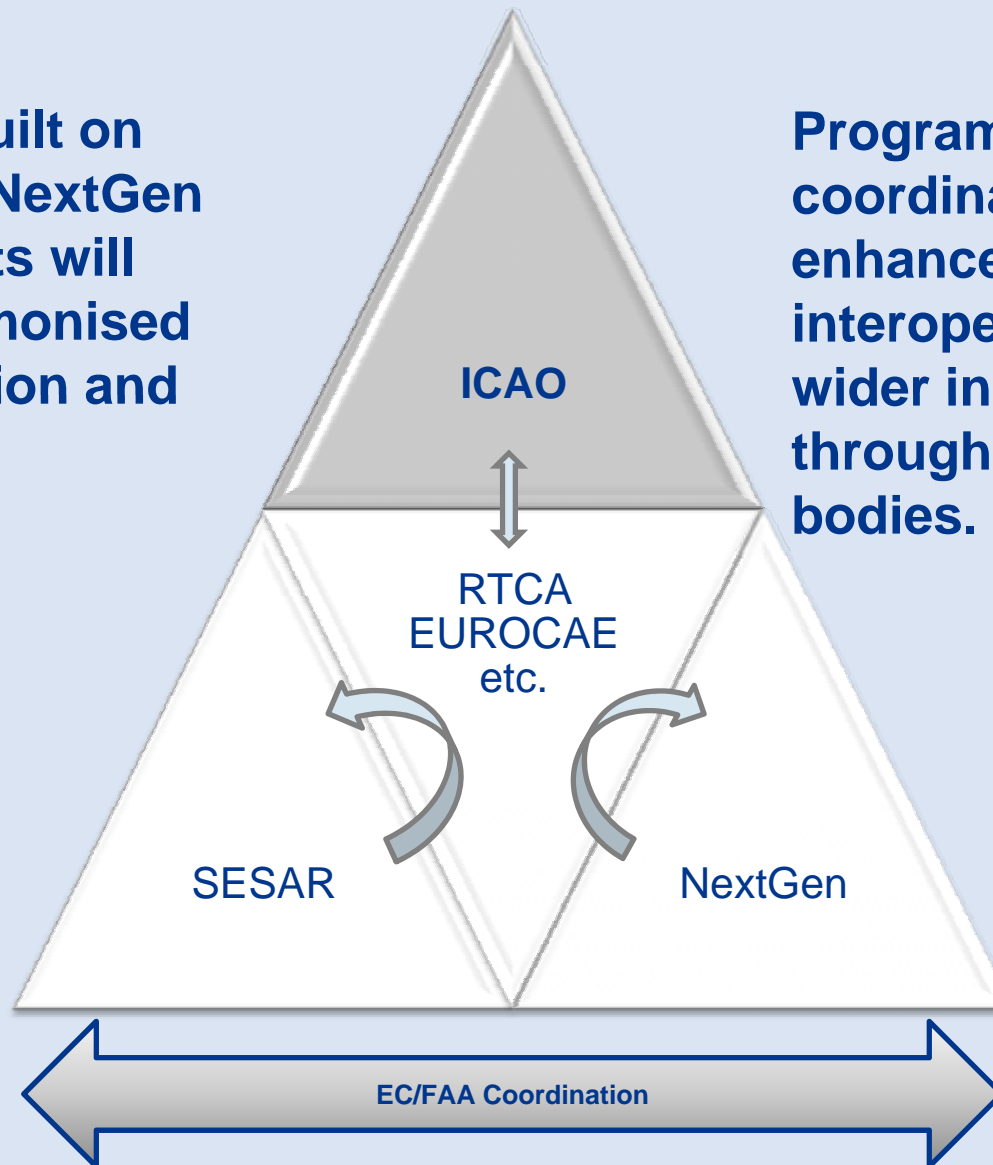 uilt on
NextGen
ts will
nonised
ion and
Program
coordina
enhance
interope
wider in
through
bodies.
ICAO
RTCA
EUROCAE
etc.
SESAR
NextGen
EC/FAA Coordination